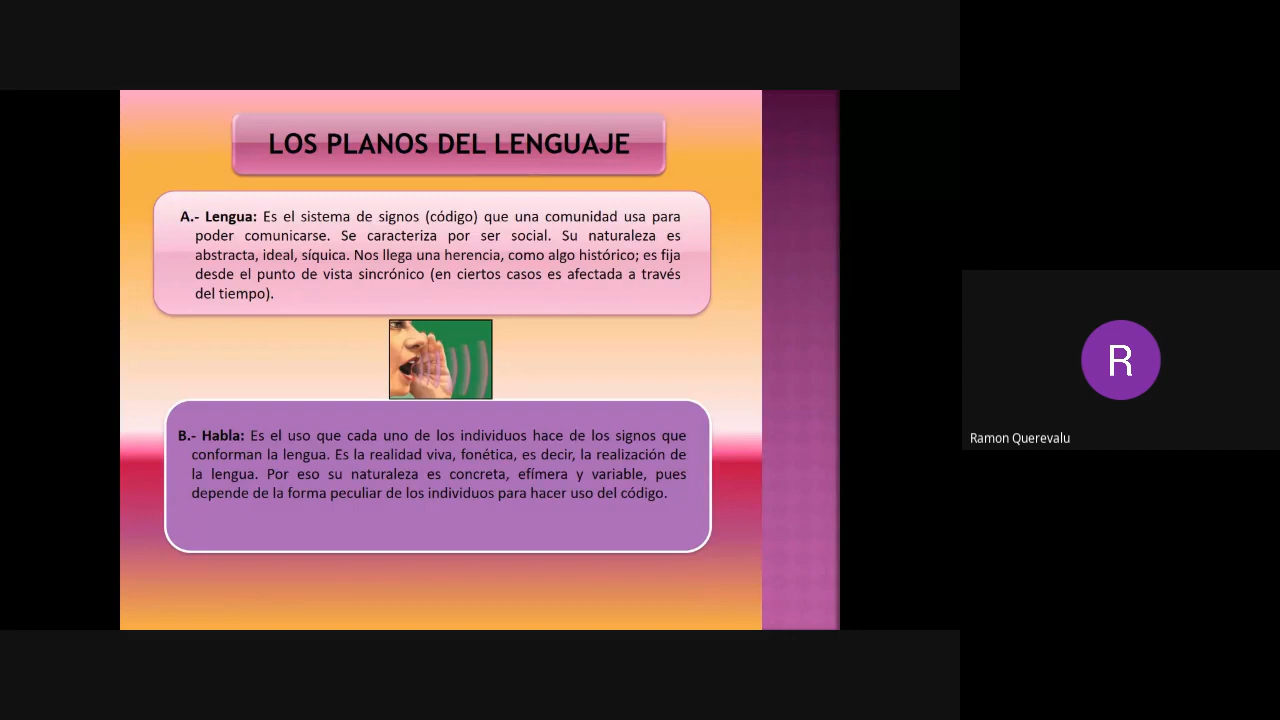 LOS PLANOS DEL LENGUAJE
A.- Lengua: Es el sistema de signos (código) que una comunidad usa para
poder comunicarse. Se caracteriza por ser social. Su naturaleza es
abstracta, ideal, síquica. Nos llega una herencia, como algo histórico; es fija
desde el punto de vista sincrónico (en ciertos casos es afectada a través
del tiempo).
B.- Habla: Es el uso que cada uno de los individuos hace de los signos que
conforman la lengua. Es la realidad viva, fonética, es decir, la realización de
la lengua. Por eso su naturaleza es concreta, efímera y variable, pues
depende de la forma peculiar de los individuos para hacer uso del código.
R
Ramon Querevalu